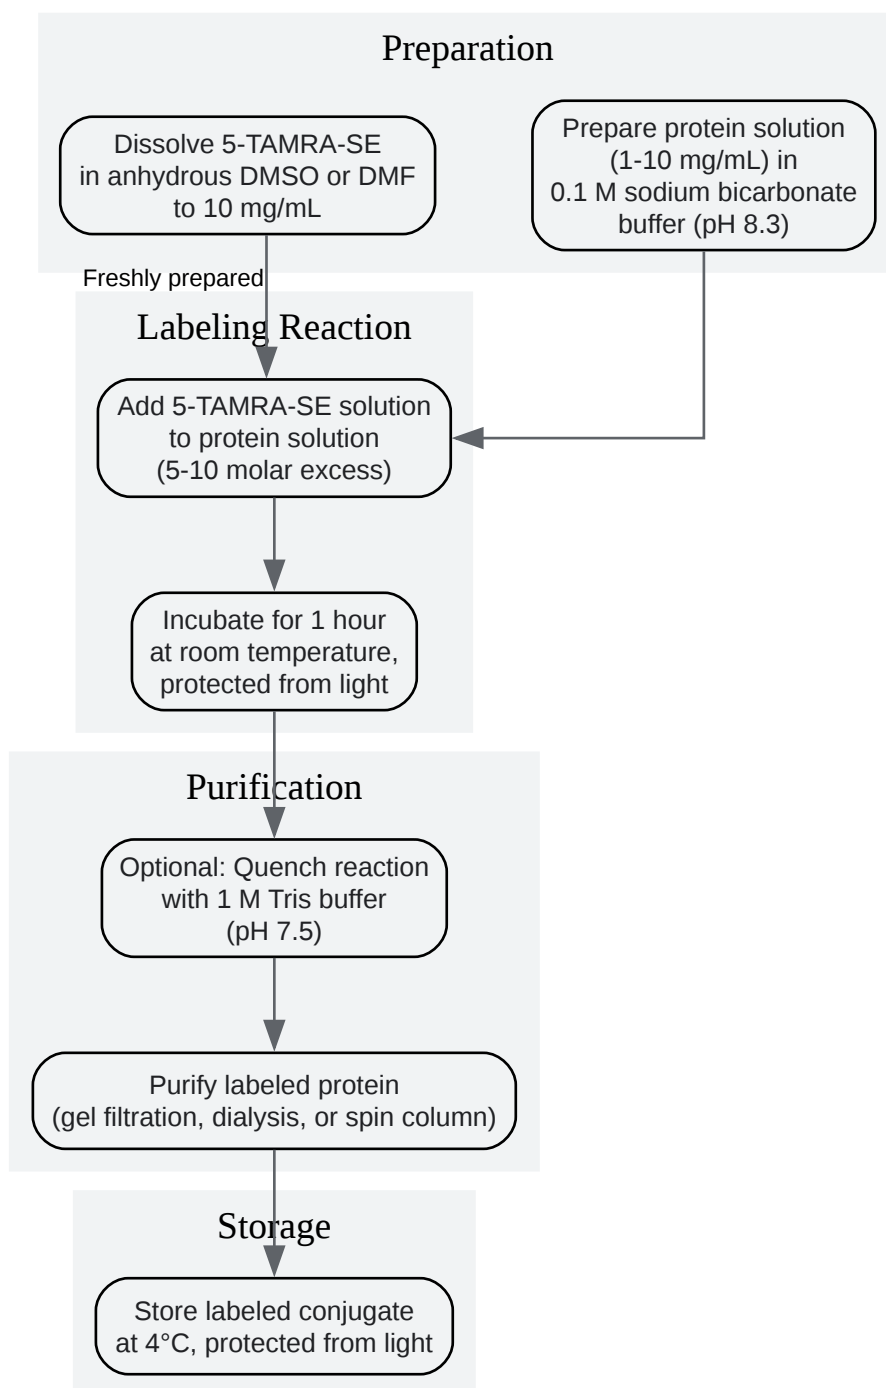 Preparation
Dissolve 5-TAMRA-SE
in anhydrous DMSO or DMF
to 10 mg/mL
Prepare protein solution
(1-10 mg/mL) in
0.1 M sodium bicarbonate
buffer (pH 8.3)
Freshly prepared
Labeling Reaction
Add 5-TAMRA-SE solution
to protein solution
(5-10 molar excess)
Incubate for 1 hour
at room temperature,
protected from light
Purification
Optional: Quench reaction
with 1 M Tris buffer
(pH 7.5)
Purify labeled protein
(gel filtration, dialysis, or spin column)
Storage
Store labeled conjugate
at 4°C, protected from light